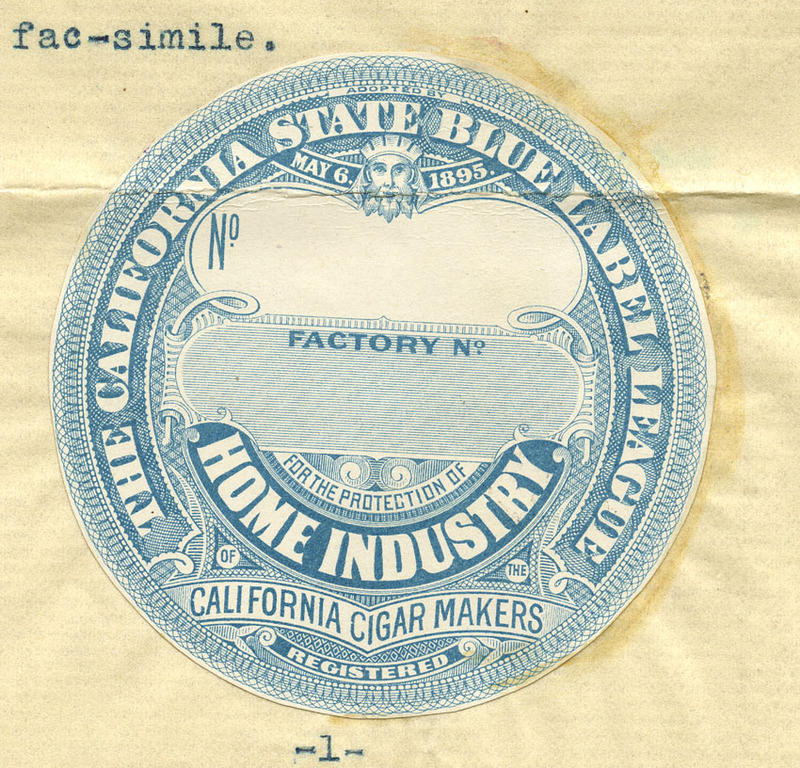 fac-simile.
ADOPTED BY
THE CALIFORNIA STATE BLUE LABEL LEAGUE
MAY 6. 1895.
Nº
FACTORY Nº
FOR THE PROTECTION OF
HOME INDUSTRY
OF THE
CALIFORNIA CIGAR MAKERS
REGISTERED
-1-